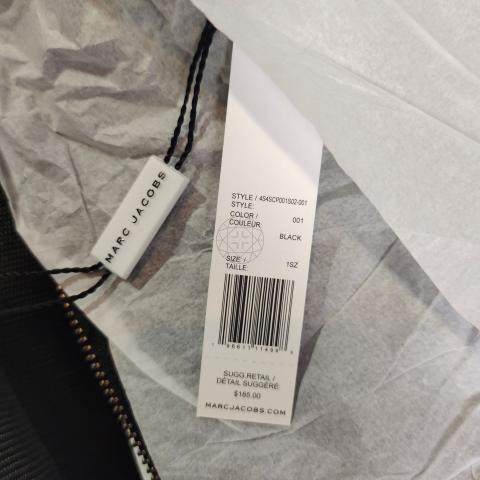 MARC JACOBS
STYLE / 4S4SCP001S02-001
STYLE:
COLOR / 001
COULEUR:
BLACK
SIZE / 1SZ
TAILLE:
SUGG.RETAIL /
DÉTAIL SUGGÉRÉ:
$185.00
MARCJACOBS.COM